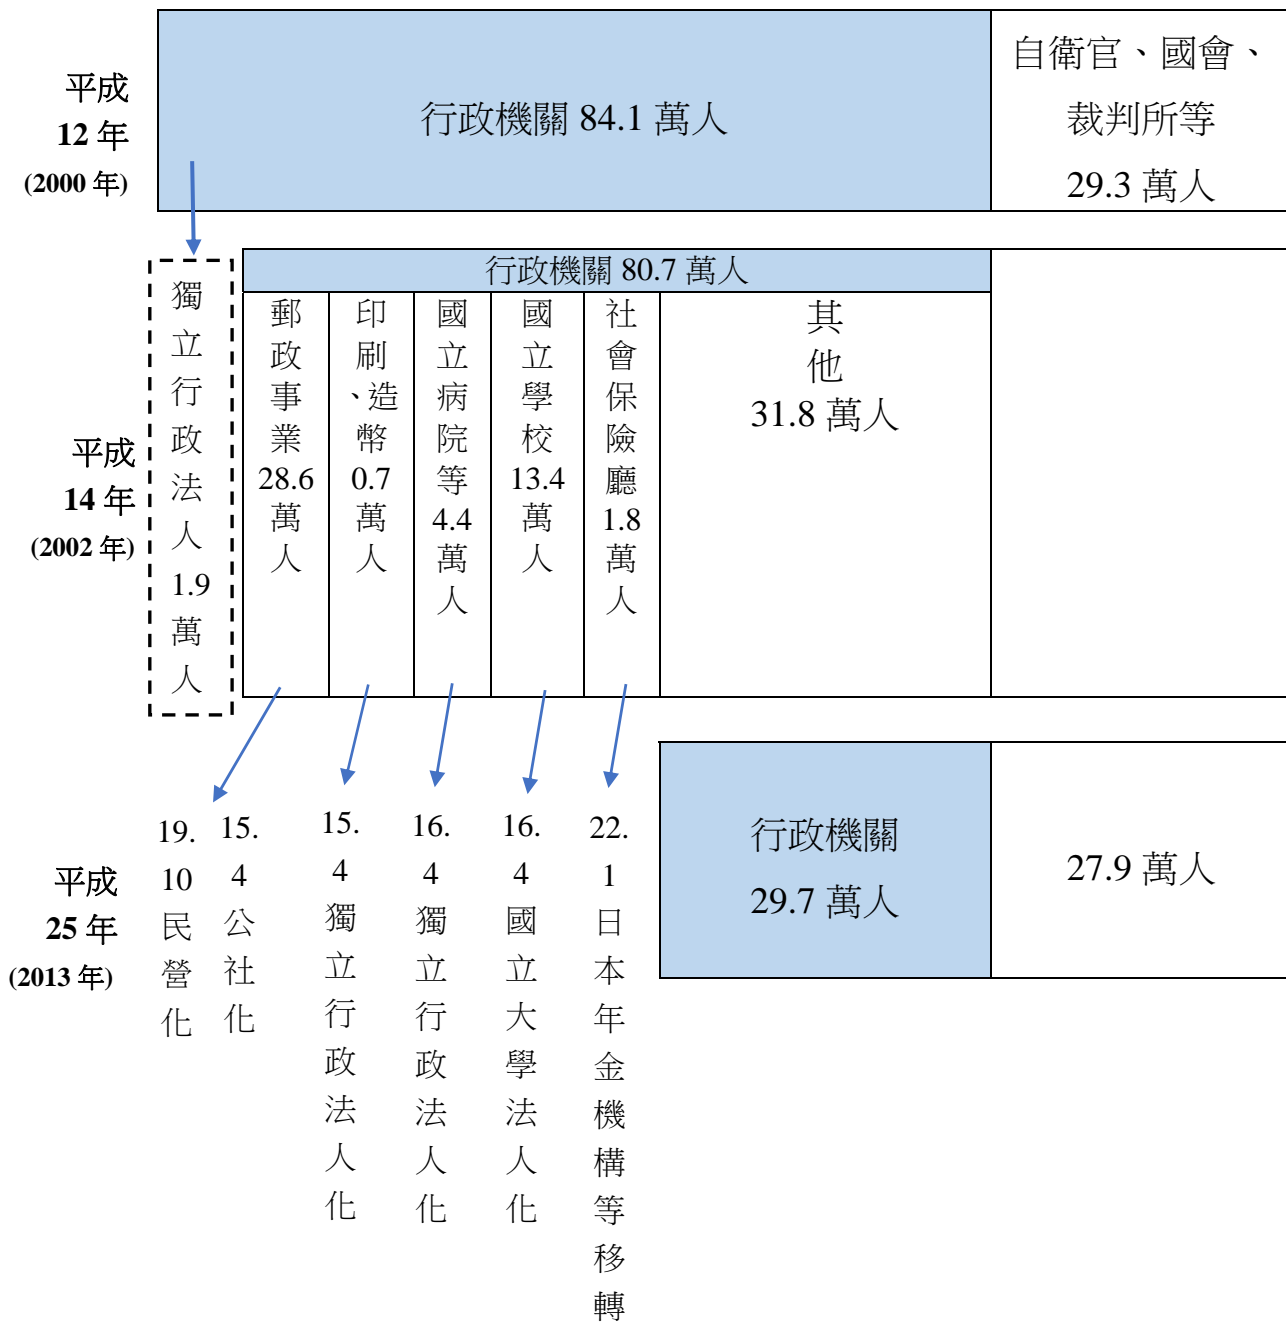 平成
12 年
(2000 年)
行政機關 84.1 萬人
自衛官、國會、
裁判所等
29.3 萬人
平成
14 年
(2002 年)
獨立行政法人
1.9
萬人
行政機關 80.7 萬人
郵政事業
28.6
萬人
印刷、造幣
0.7
萬人
國立病院等
4.4
萬人
國立學校
13.4
萬人
社會保險廳
1.8
萬人
其他
31.8 萬人
平成
25 年
(2013 年)
19.
10
民營化
15.
4
公社化
15.
4
獨立行政法人化
16.
4
獨立行政法人化
16.
4
國立大學法人化
22.
1
日本年金機構等移轉
行政機關
29.7 萬人
27.9 萬人